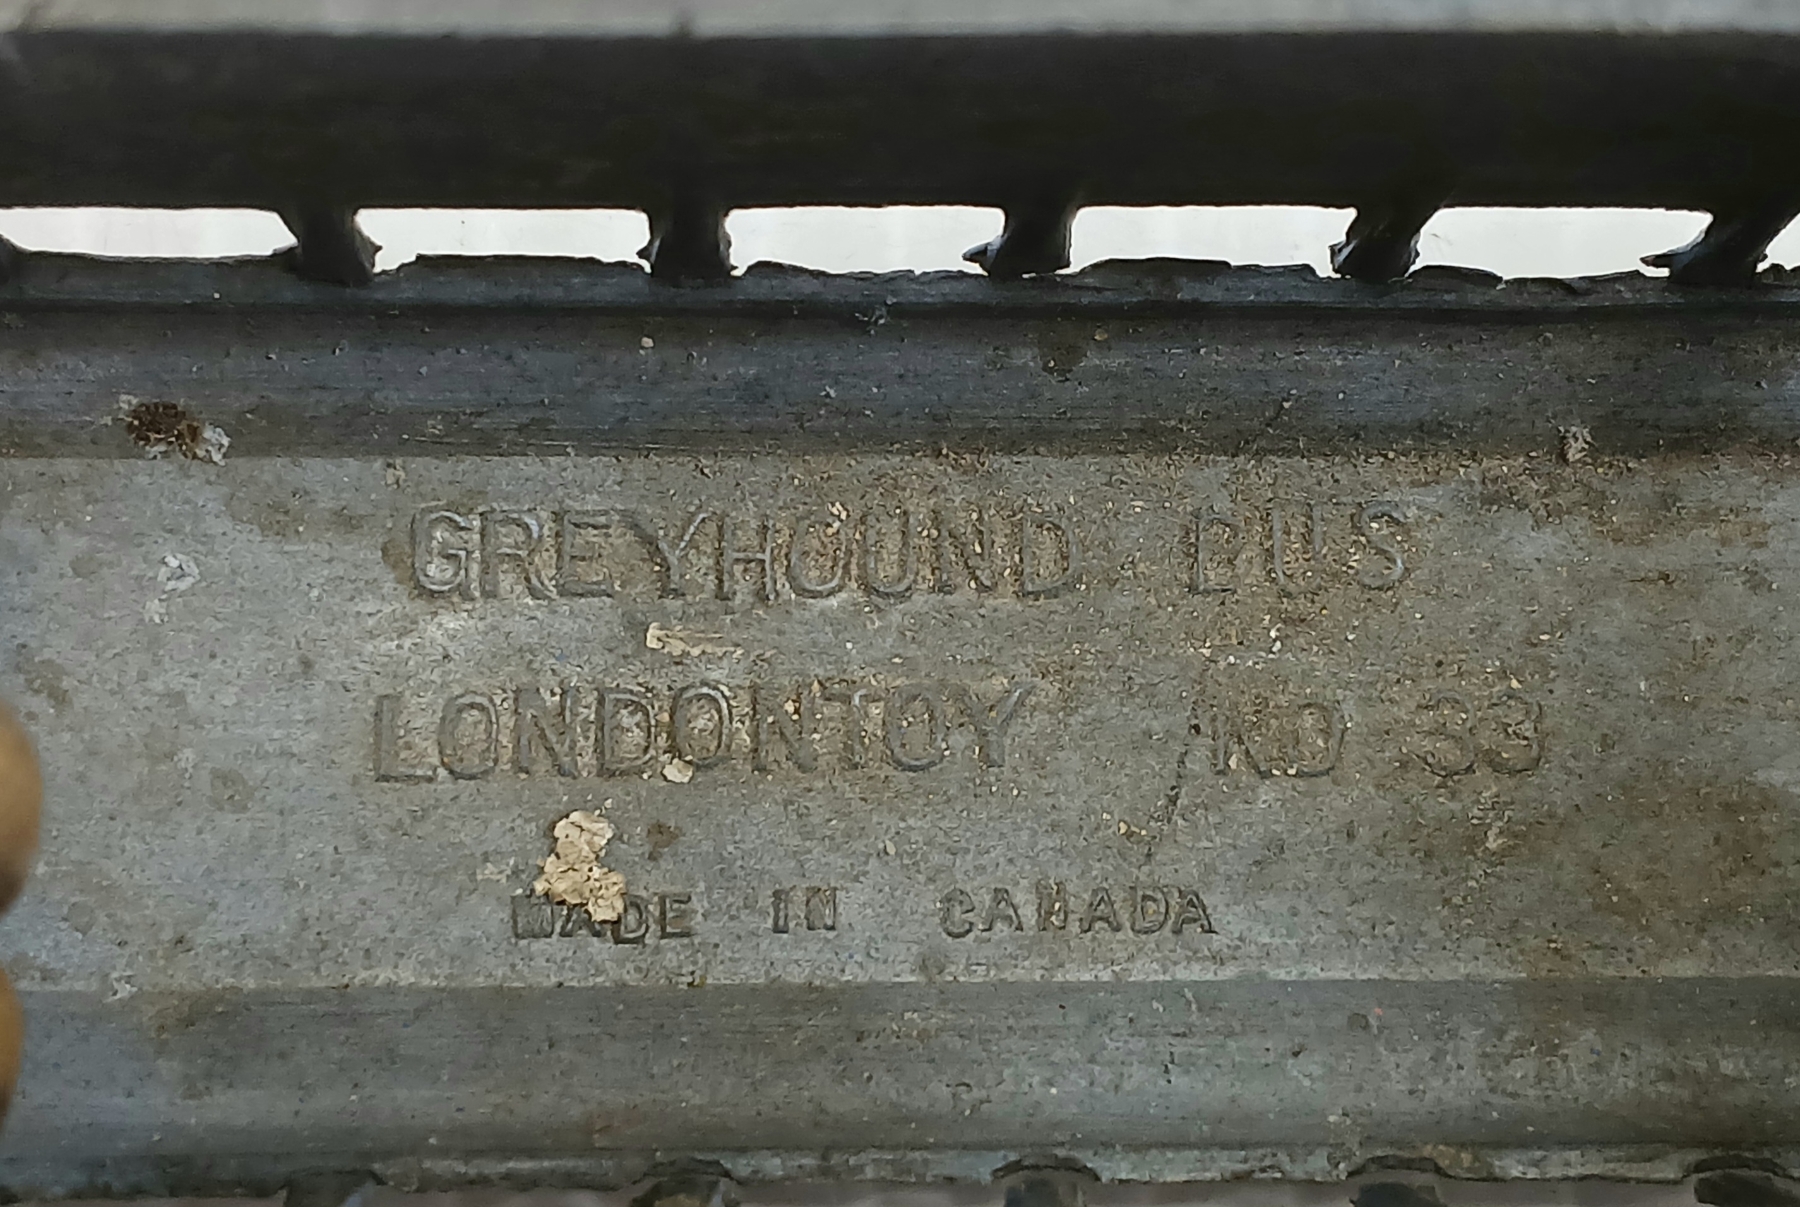 GREYHOUND BUS
LONDONTOY NO 33
MADE IN CANADA